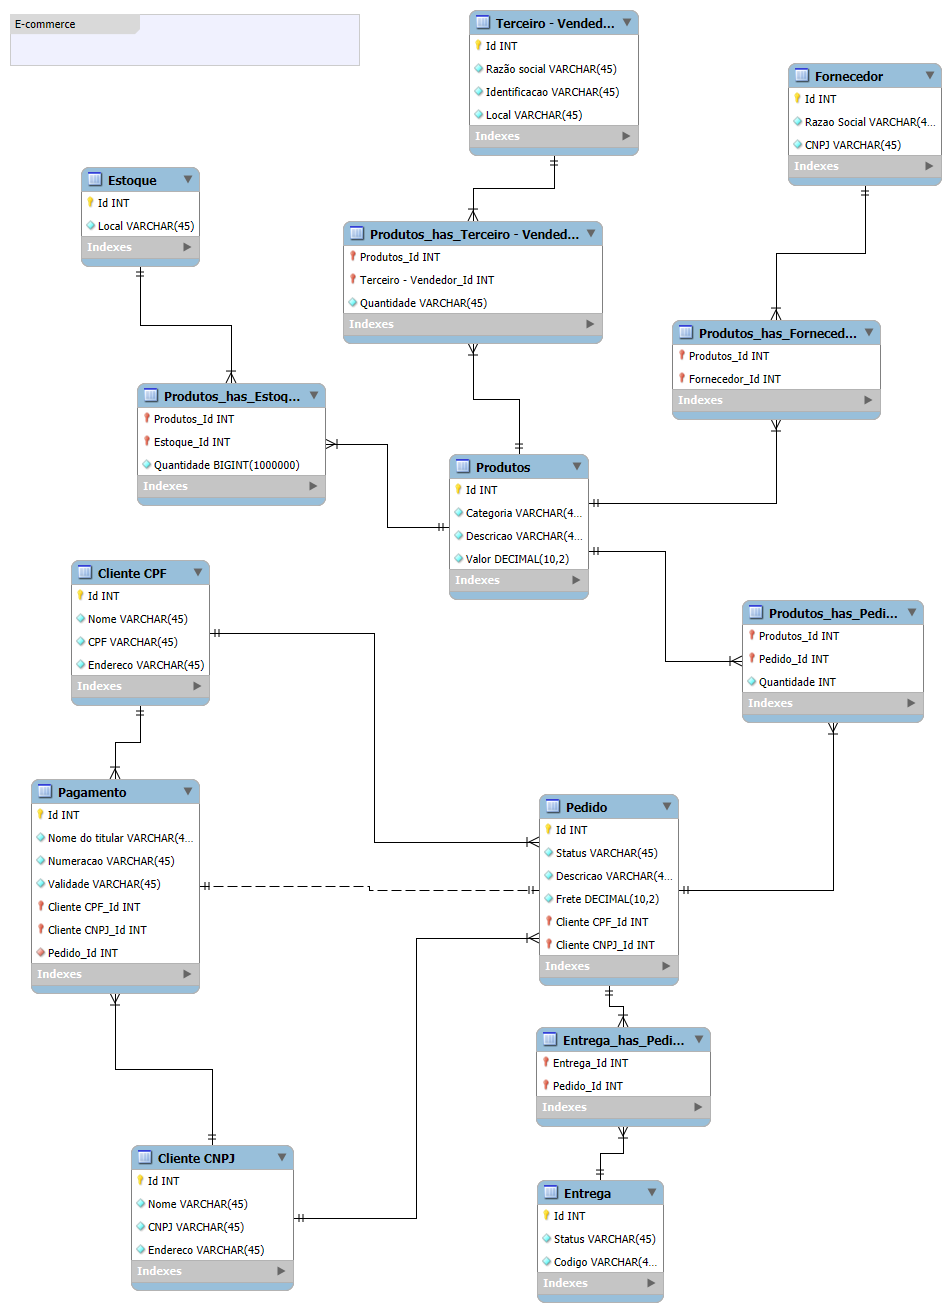 E-commerce
Terceiro - Vended...
Id INT
Razão social VARCHAR(45)
Identificacao VARCHAR(45)
Local VARCHAR(45)
Indexes
Fornecedor
Id INT
Razao Social VARCHAR(4...
CNPJ VARCHAR(45)
Indexes
Estoque
Id INT
Local VARCHAR(45)
Indexes
Produtos_has_Terceiro - Vended...
Produtos_Id INT
Terceiro - Vendedor_Id INT
Quantidade VARCHAR(45)
Indexes
Produtos_has_Forneced...
Produtos_Id INT
Fornecedor_Id INT
Indexes
Produtos_has_Estoq...
Produtos_Id INT
Estoque_Id INT
Quantidade BIGINT(1000000)
Indexes
Produtos
Id INT
Categoria VARCHAR(4...
Descricao VARCHAR(4...
Valor DECIMAL(10,2)
Indexes
Cliente CPF
Id INT
Nome VARCHAR(45)
CPF VARCHAR(45)
Endereco VARCHAR(45)
Indexes
Produtos_has_Pedi...
Produtos_Id INT
Pedido_Id INT
Quantidade INT
Indexes
Pagamento
Id INT
Nome do titular VARCHAR(4...
Numeracao VARCHAR(45)
Validade VARCHAR(45)
Cliente CPF_Id INT
Cliente CNPJ_Id INT
Pedido_Id INT
Indexes
Pedido
Id INT
Status VARCHAR(45)
Descricao VARCHAR(4...
Frete DECIMAL(10,2)
Cliente CPF_Id INT
Cliente CNPJ_Id INT
Indexes
Entrega_has_Pedi...
Entrega_Id INT
Pedido_Id INT
Indexes
Cliente CNPJ
Id INT
Nome VARCHAR(45)
CNPJ VARCHAR(45)
Endereco VARCHAR(45)
Indexes
Entrega
Id INT
Status VARCHAR(45)
Codigo VARCHAR(4...
Indexes